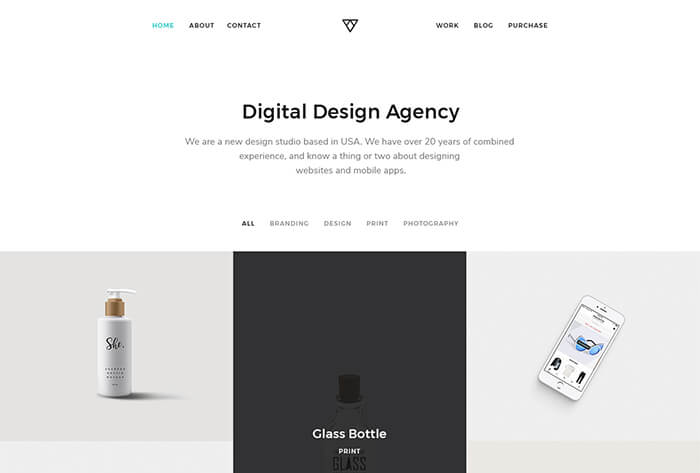 HOME ABOUT CONTACT WORK BLOG PURCHASE
Digital Design Agency
We are a new design studio based in USA. We have over 20 years of combined
experience, and know a thing or two about designing
websites and mobile apps.
ALL BRANDING DESIGN PRINT PHOTOGRAPHY
She.
Glass Bottle
PRINT
GLASS